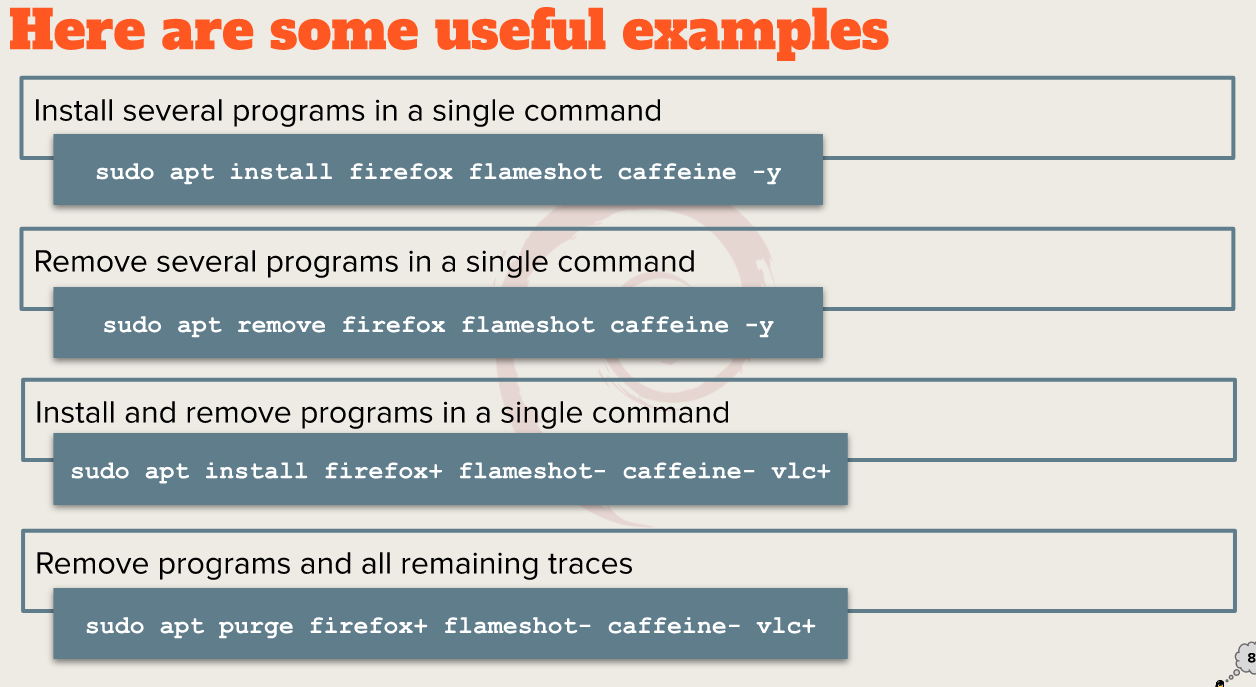 Here are some useful examples
Install several programs in a single command
sudo apt install firefox flameshot caffeine -y
Remove several programs in a single command
sudo apt remove firefox flameshot caffeine -y
Install and remove programs in a single command
sudo apt install firefox+ flameshot- caffeine- vlc+
Remove programs and all remaining traces
sudo apt purge firefox+ flameshot- caffeine- vlc+
8